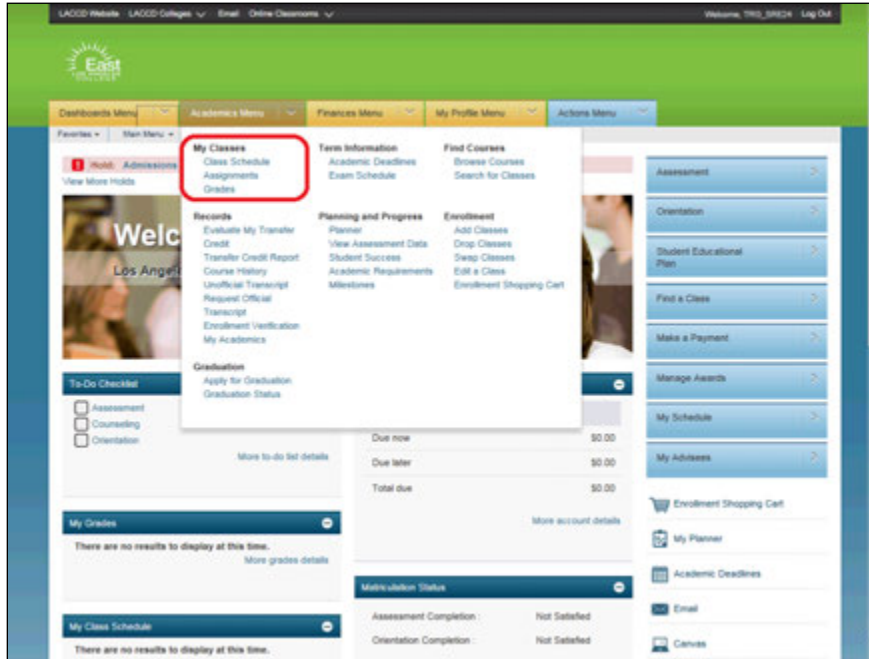 LACCD Website LACCD Colleges Email Online Classrooms Welcome, TRG_SRE24 Log Out
East
LOS ANGELES
COLLEGE
Dashboards Menu Academics Menu Finances Menu My Profile Menu Actions Menu
Favorites Main Menu
My Classes
Class Schedule
Assignments
Grades
Term Information
Academic Deadlines
Exam Schedule
Find Courses
Browse Courses
Search for Classes
Hold: Admissions
View More Holds
Records
Evaluate My Transfer
Credit
Transfer Credit Report
Course History
Unofficial Transcript
Request Official
Transcript
Enrollment Verification
My Academics
Planning and Progress
Planner
View Assessment Data
Student Success
Academic Requirements
Milestones
Enrollment
Add Classes
Drop Classes
Swap Classes
Edit a Class
Enrollment Shopping Cart
Graduation
Apply for Graduation
Graduation Status
Welc
Los Angel
To-Do Checklist
Assessment
Counseling
Orientation
More to-do list details
My Grades
There are no results to display at this time.
More grades details
My Class Schedule
There are no results to display at this time.
Due now $0.00
Due later $0.00
Total due $0.00
More account details
Matriculation Status
Assessment Completion : Not Satisfied
Orientation Completion : Not Satisfied
Assessment
Orientation
Student Educational
Plan
Find a Class
Make a Payment
Manage Awards
My Schedule
My Advisees
Enrollment Shopping Cart
My Planner
Academic Deadlines
Email
Canvas